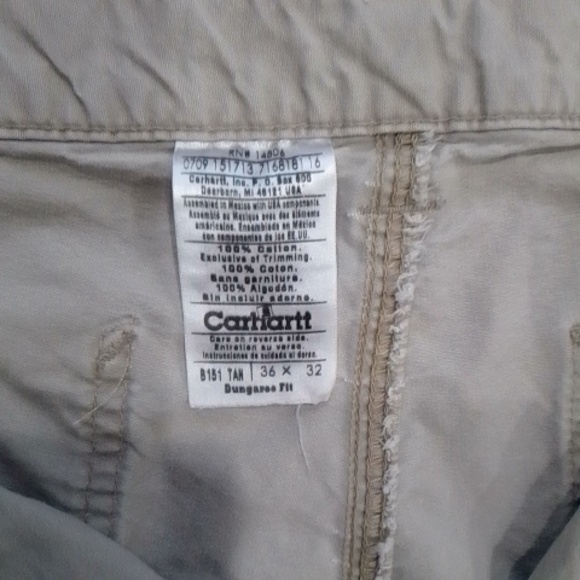 RN# 14806
0709 151713 7168181 16
Carhartt, Inc. P. O. Box 600
Dearborn, MI 48121 USA
Assembled in Mexico with USA components
Assemblé au Mexique avec des éléments
américains. Ensamblado en México
con componentes de los EE.UU.
100% Cotton.
Exclusive of Trimming.
100% Coton.
Sans garniture.
100% Algodón.
Sin incluir adorno.
Carhartt
Care on reverse side.
Entretien au verso.
Instrucciones de cuidado al dorso.
B151 TAN 36 X 32
Dungaree Fit